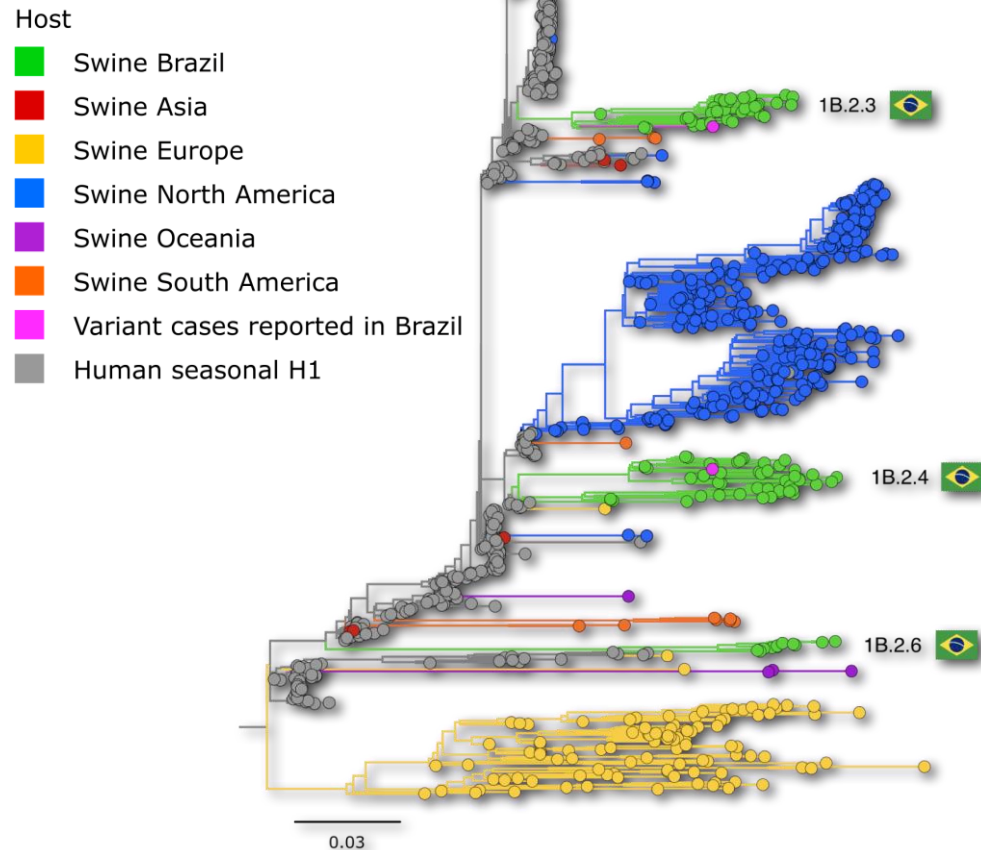 Host
Swine Brazil
Swine Asia
Swine Europe
Swine North America
Swine Oceania
Swine South America
Variant cases reported in Brazil
Human seasonal H1
1B.2.3
1B.2.4
1B.2.6
0.03